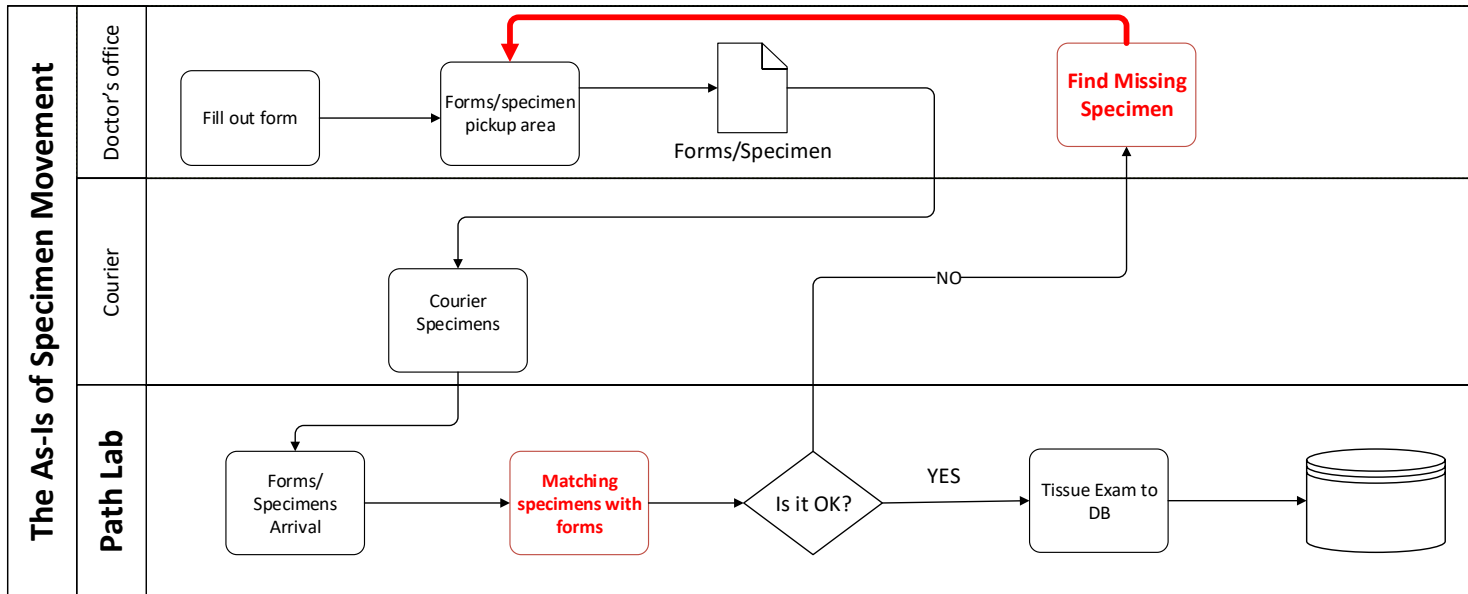 The As-Is of Specimen Movement
Doctor's office
Fill out form
Forms/specimen
pickup area
Forms/Specimen
Find Missing
Specimen
Courier
Courier
Specimens
NO
Path Lab
Forms/
Specimens
Arrival
Matching
specimens with
forms
Is it OK?
YES
Tissue Exam to
DB